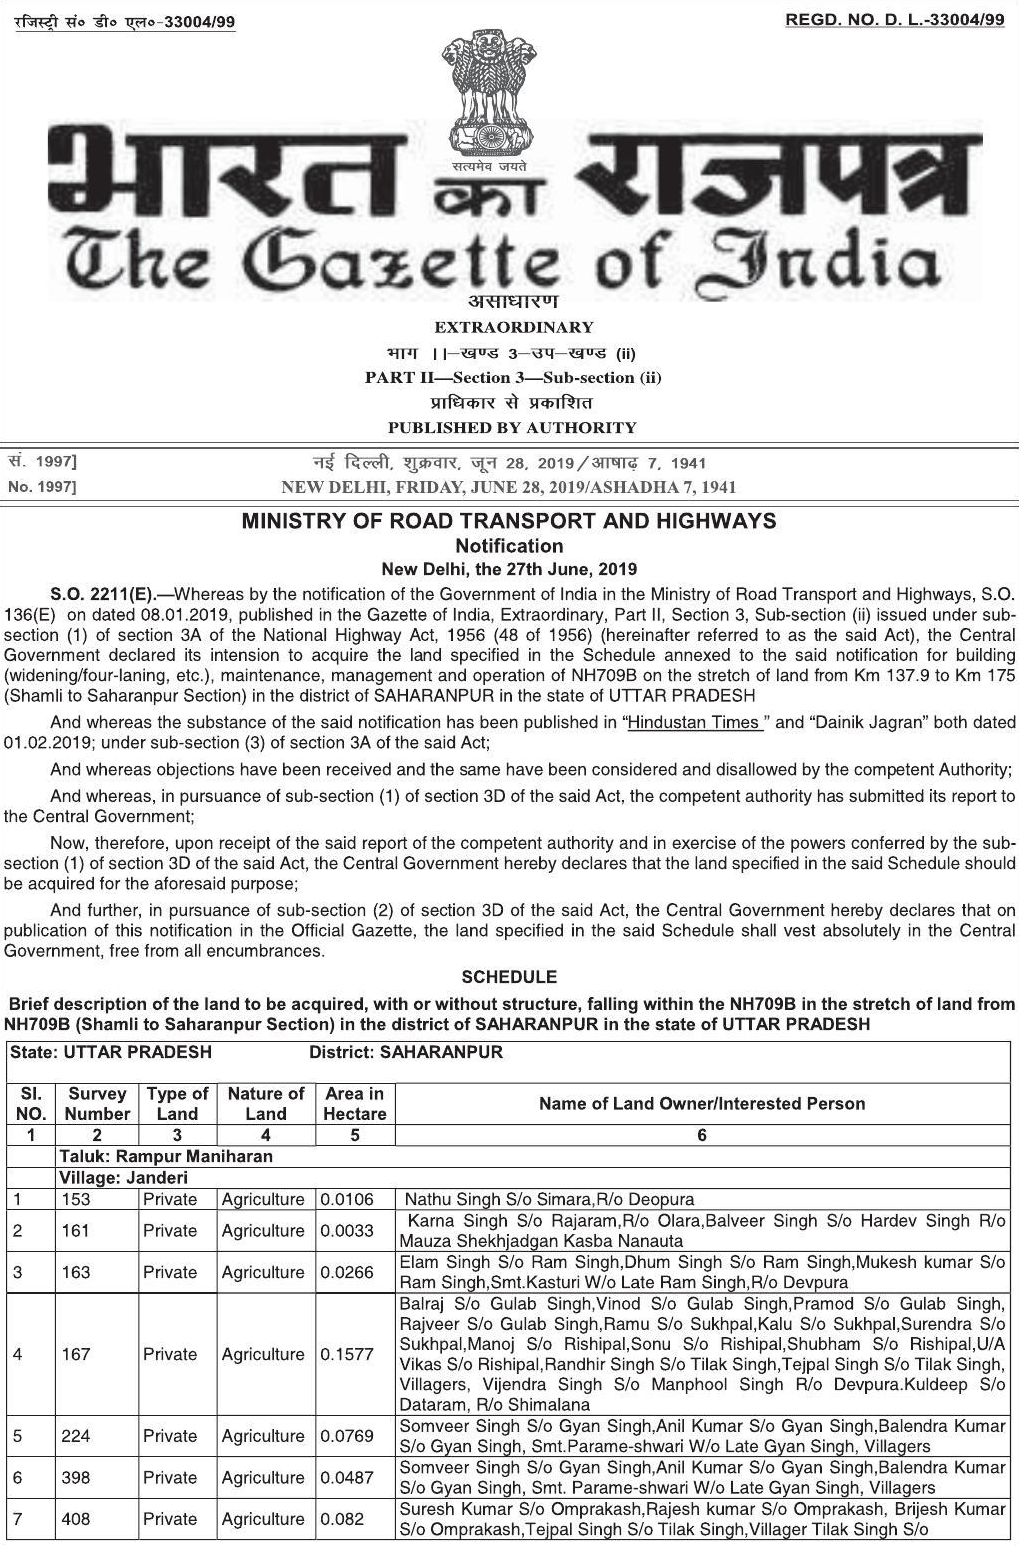 रजिस्ट्री सं० डी० एल०-33004/99
REGD. NO. D. L.-33004/99
सत्यमेव जयते
भारत का राजपत्र
The Gazette of India
असाधारण
EXTRAORDINARY
भाग II—खण्ड 3—उप-खण्ड (ii)
PART II—Section 3—Sub-section (ii)
प्राधिकार से प्रकाशित
PUBLISHED BY AUTHORITY
सं. 1997]
नई दिल्ली, शुक्रवार, जून 28, 2019/आषाढ़ 7, 1941
No. 1997]
NEW DELHI, FRIDAY, JUNE 28, 2019/ASHADHA 7, 1941
MINISTRY OF ROAD TRANSPORT AND HIGHWAYS
Notification
New Delhi, the 27th June, 2019
S.O. 2211(E).—Whereas by the notification of the Government of India in the Ministry of Road Transport and Highways, S.O.
136(E) on dated 08.01.2019, published in the Gazette of India, Extraordinary, Part II, Section 3, Sub-section (ii) issued under sub-
section (1) of section 3A of the National Highway Act, 1956 (48 of 1956) (hereinafter referred to as the said Act), the Central
Government declared its intension to acquire the land specified in the Schedule annexed to the said notification for building
(widening/four-laning, etc.), maintenance, management and operation of NH709B on the stretch of land from Km 137.9 to Km 175
(Shamli to Saharanpur Section) in the district of SAHARANPUR in the state of UTTAR PRADESH
And whereas the substance of the said notification has been published in “Hindustan Times ” and “Dainik Jagran” both dated
01.02.2019; under sub-section (3) of section 3A of the said Act;
And whereas objections have been received and the same have been considered and disallowed by the competent Authority;
And whereas, in pursuance of sub-section (1) of section 3D of the said Act, the competent authority has submitted its report to
the Central Government;
Now, therefore, upon receipt of the said report of the competent authority and in exercise of the powers conferred by the sub-
section (1) of section 3D of the said Act, the Central Government hereby declares that the land specified in the said Schedule should
be acquired for the aforesaid purpose;
And further, in pursuance of sub-section (2) of section 3D of the said Act, the Central Government hereby declares that on
publication of this notification in the Official Gazette, the land specified in the said Schedule shall vest absolutely in the Central
Government, free from all encumbrances.
SCHEDULE
Brief description of the land to be acquired, with or without structure, falling within the NH709B in the stretch of land from
NH709B (Shamli to Saharanpur Section) in the district of SAHARANPUR in the state of UTTAR PRADESH
State: UTTAR PRADESH District: SAHARANPUR
Sl. NO. Survey Number Type of Land Nature of Land Area in Hectare Name of Land Owner/Interested Person
1 2 3 4 5 6
Taluk: Rampur Maniharan
Village: Janderi
1 153 Private Agriculture 0.0106 Nathu Singh S/o Simara,R/o Deopura
2 161 Private Agriculture 0.0033 Karna Singh S/o Rajaram,R/o Olara,Balveer Singh S/o Hardev Singh R/o
Mauza Shekhjadgan Kasba Nanauta
3 163 Private Agriculture 0.0266 Elam Singh S/o Ram Singh,Dhum Singh S/o Ram Singh,Mukesh kumar S/o
Ram Singh,Smt.Kasturi W/o Late Ram Singh,R/o Devpura
4 167 Private Agriculture 0.1577 Balraj S/o Gulab Singh,Vinod S/o Gulab Singh,Pramod S/o Gulab Singh,
Rajveer S/o Gulab Singh,Ramu S/o Sukhpal,Kalu S/o Sukhpal,Surendra S/o
Sukhpal,Manoj S/o Rishipal,Sonu S/o Rishipal,Shubham S/o Rishipal,U/A
Vikas S/o Rishipal,Randhir Singh S/o Tilak Singh,Tejpal Singh S/o Tilak Singh,
Villagers, Vijendra Singh S/o Manphool Singh R/o Devpura.Kuldeep S/o
Dataram, R/o Shimalana
5 224 Private Agriculture 0.0769 Somveer Singh S/o Gyan Singh,Anil Kumar S/o Gyan Singh,Balendra Kumar
S/o Gyan Singh, Smt.Parame-shwari W/o Late Gyan Singh, Villagers
6 398 Private Agriculture 0.0487 Somveer Singh S/o Gyan Singh,Anil Kumar S/o Gyan Singh,Balendra Kumar
S/o Gyan Singh, Smt. Parame-shwari W/o Late Gyan Singh, Villagers
7 408 Private Agriculture 0.082 Suresh Kumar S/o Omprakash,Rajesh kumar S/o Omprakash, Brijesh Kumar
S/o Omprakash,Tejpal Singh S/o Tilak Singh,Villager Tilak Singh S/o